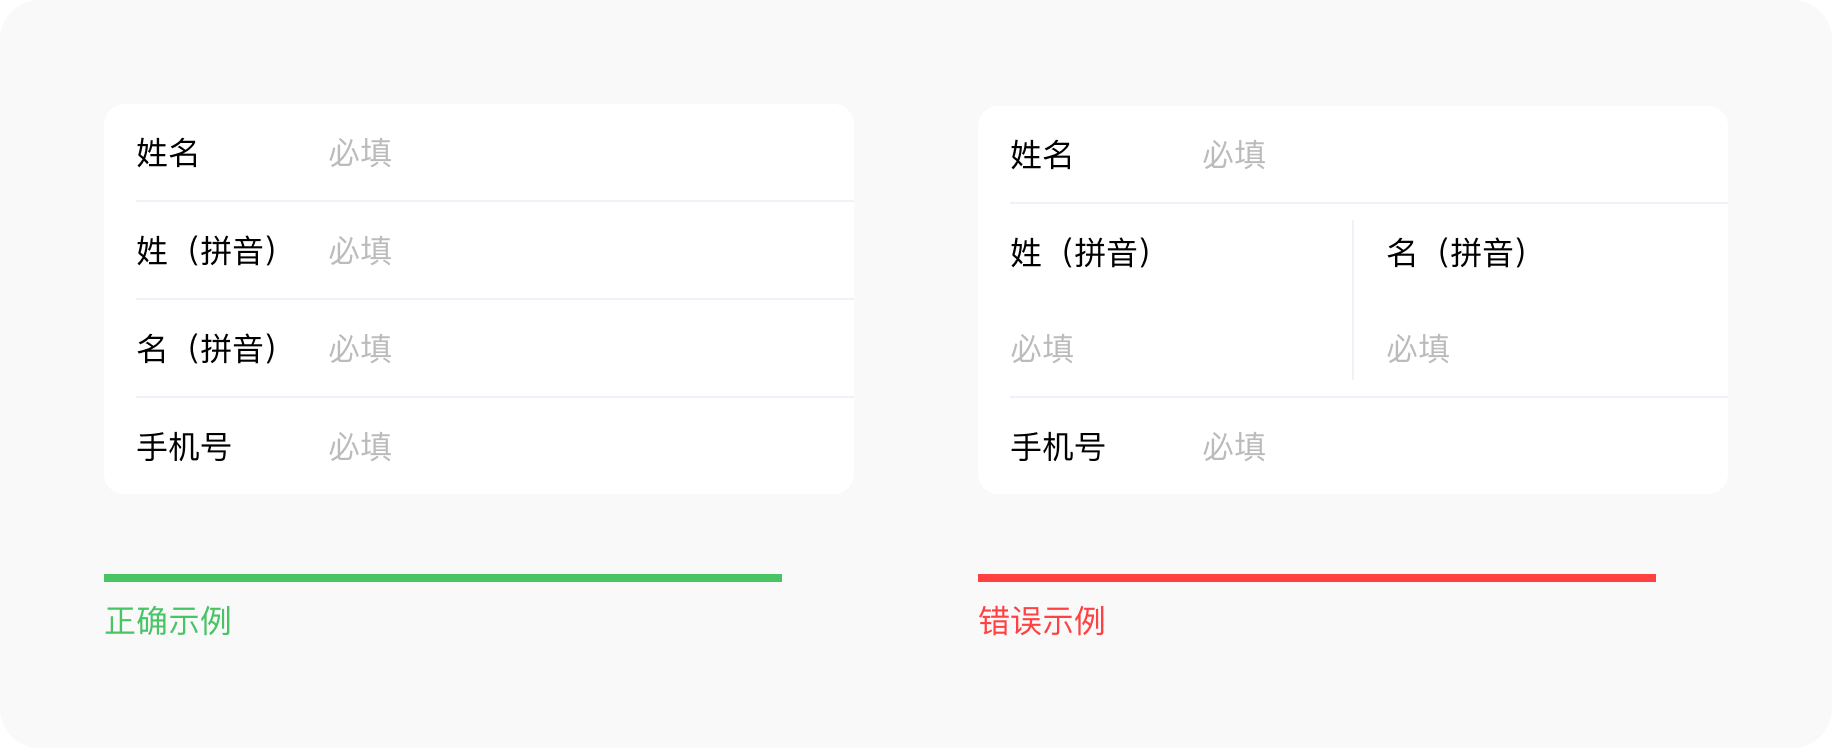 姓名 必填
姓（拼音） 必填
名（拼音） 必填
手机号 必填
正确示例
姓名 必填
姓（拼音） 名（拼音）
必填 必填
手机号 必填
错误示例